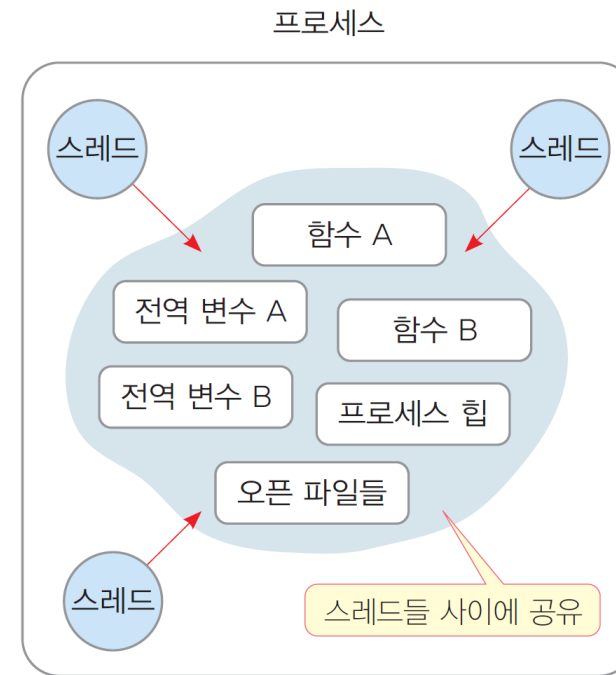 프로세스
스레드
스레드
함수 A
전역 변수 A
함수 B
전역 변수 B
프로세스 힙
오픈 파일들
스레드
스레드들 사이에 공유